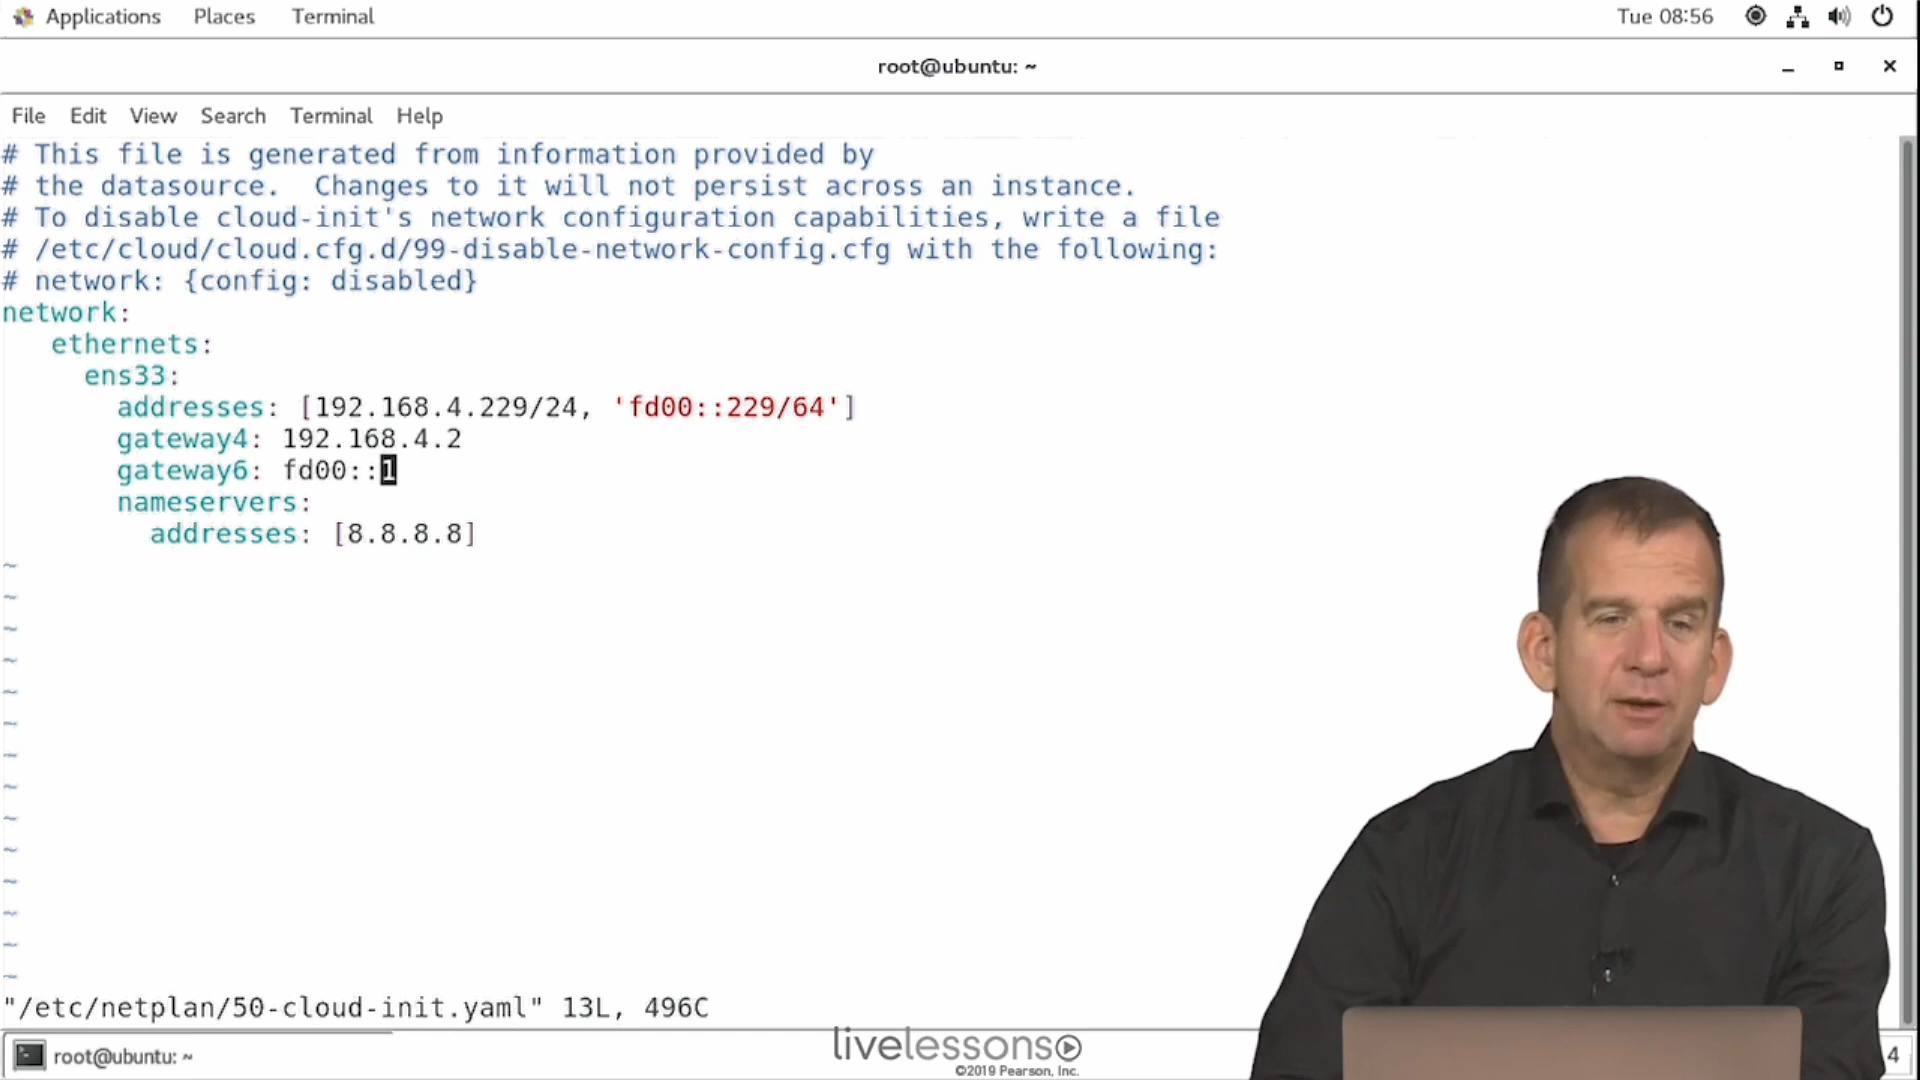 Applications Places Terminal Tue 08:56
root@ubuntu: ~
File Edit View Search Terminal Help
# This file is generated from information provided by
# the datasource.  Changes to it will not persist across an instance.
# To disable cloud-init's network configuration capabilities, write a file
# /etc/cloud/cloud.cfg.d/99-disable-network-config.cfg with the following:
# network: {config: disabled}
network:
   ethernets:
     ens33:
       addresses: [192.168.4.229/24, 'fd00::229/64']
       gateway4: 192.168.4.2
       gateway6: fd00::1
       nameservers:
         addresses: [8.8.8.8]
~
~
~
~
~
~
~
~
~
~
~
~
~
~
"/etc/netplan/50-cloud-init.yaml" 13L, 496C
root@ubuntu: ~
livelessons
©2019 Pearson, Inc.
4